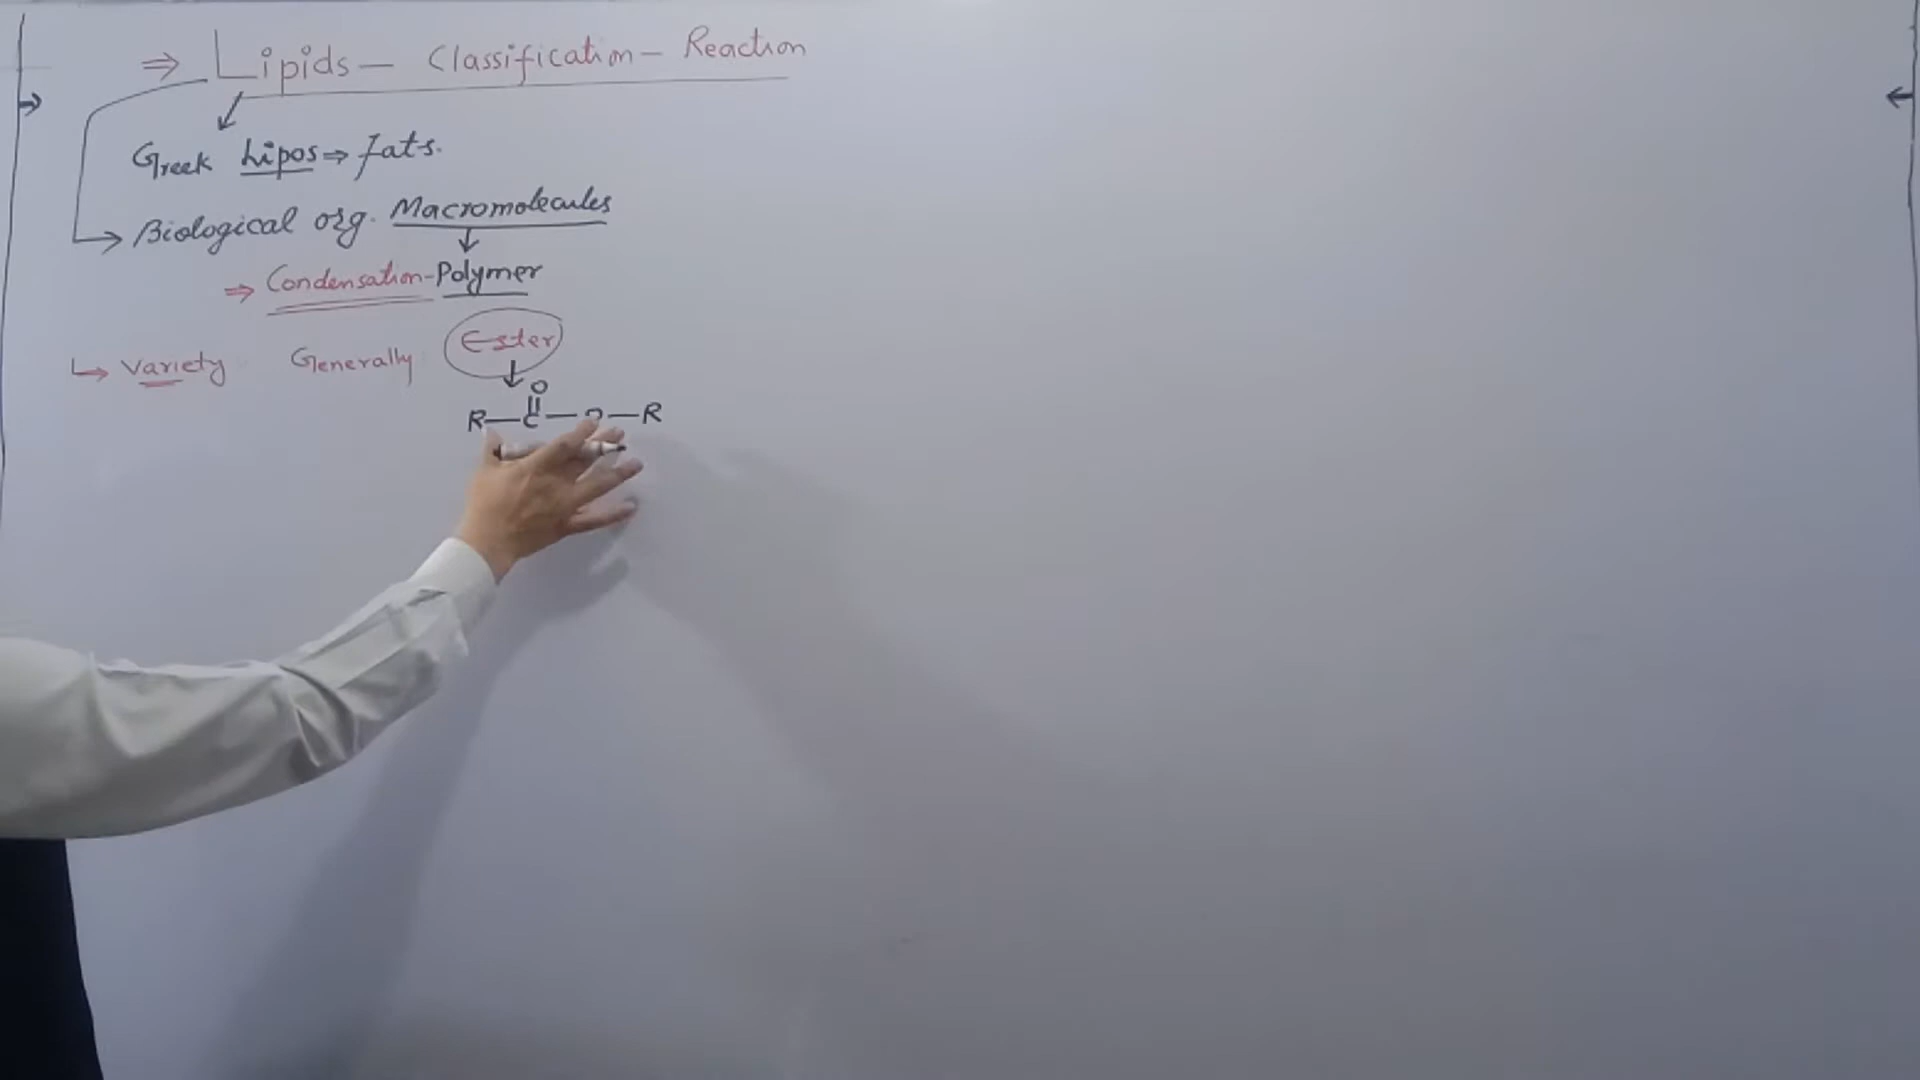 ⇒ Lipids — Classification — Reaction
Greek Lipos ⇒ fats.
→ Biological org. Macromolecules
⇒ Condensation-Polymer
↳ Variety Generally Ester
O
R—C—O—R